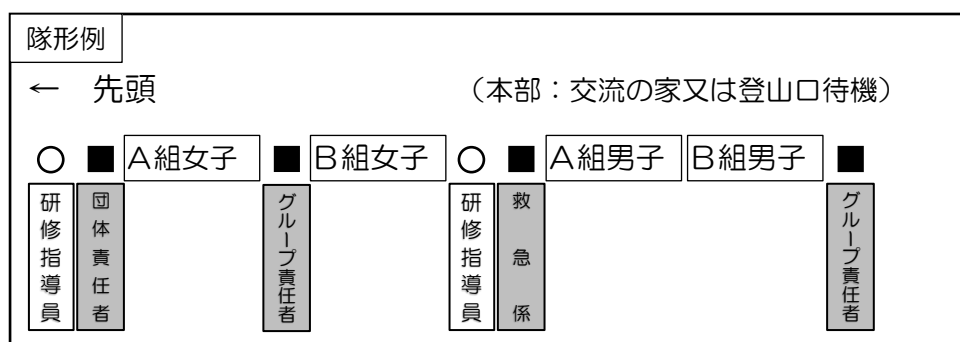 隊形例
← 先頭 （本部：交流の家又は登山口待機）
○ ■ A組女子 ■ B組女子 ○ ■ A組男子 B組男子 ■
研修指導員
団体責任者
グループ責任者
研修指導員
救急係
グループ責任者